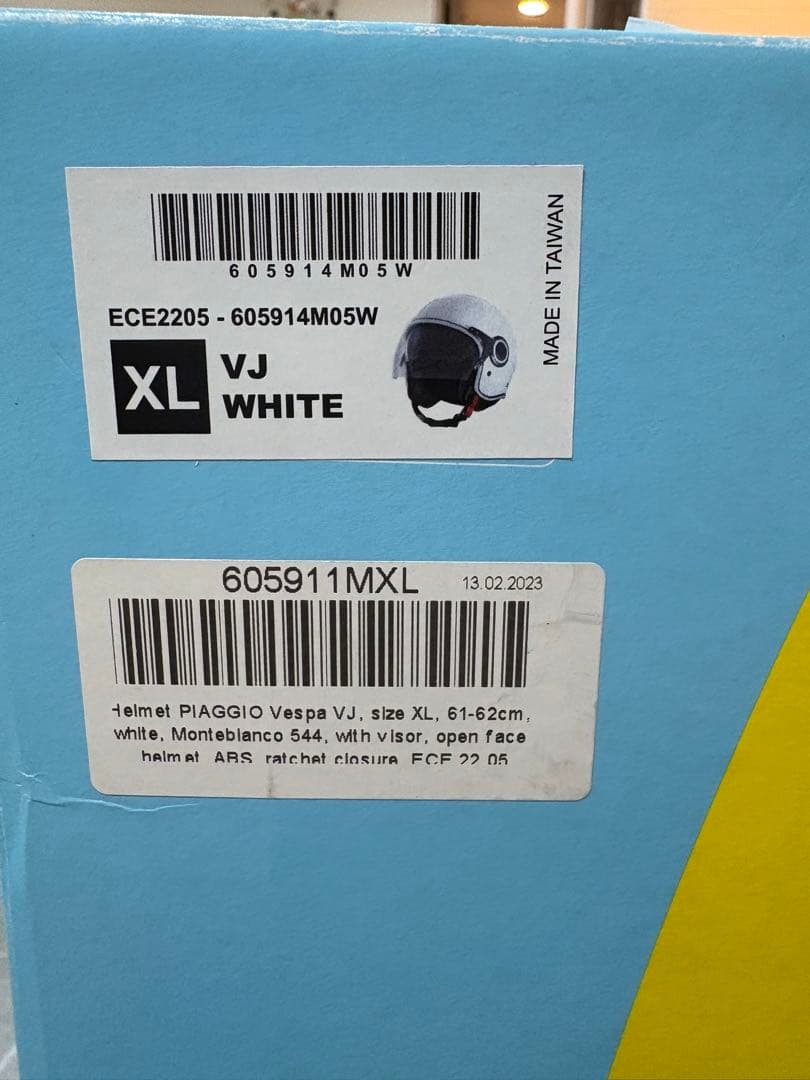 605914M05W
ECE2205 - 605914M05W
XL
VJ
WHITE
MADE IN TAIWAN
605911MXL
13.02.2023
Helmet PIAGGIO Vespa VJ, size XL, 61-62cm,
white, Montebianco 544, with visor, open face
helmet, ABS, ratchet closure, ECE 22.05